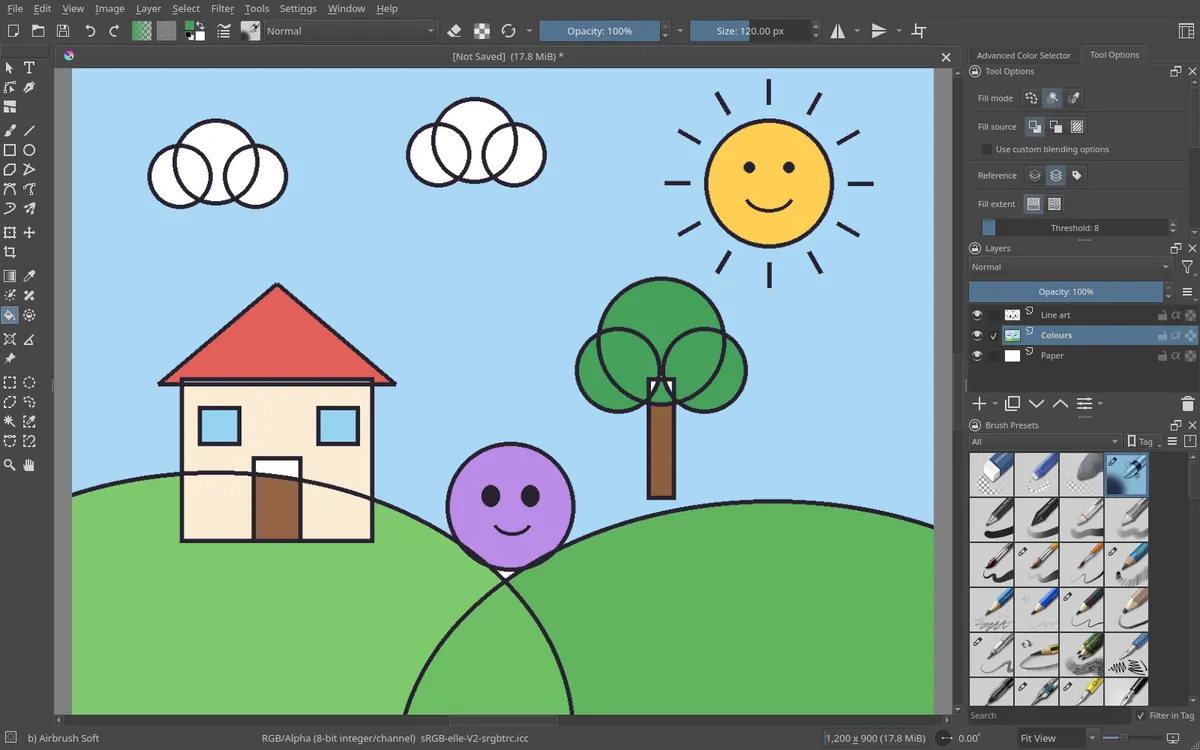 File Edit View Image Layer Select Filter Tools Settings Window Help
Normal Opacity: 100% Size: 120.00 px
[Not Saved] (17.8 MiB) *
Advanced Color Selector Tool Options
Tool Options
Fill mode
Fill source
Use custom blending options
Reference
Fill extent
Threshold: 8
Layers
Normal
Opacity: 100%
Line art
Colours
Paper
Brush Presets
All Tag
Search Filter in Tag
b) Airbrush Soft RGB/Alpha (8-bit integer/channel) sRGB-elle-V2-srgbtrc.icc 1,200 x 900 (17.8 MiB) 0.00° Fit View